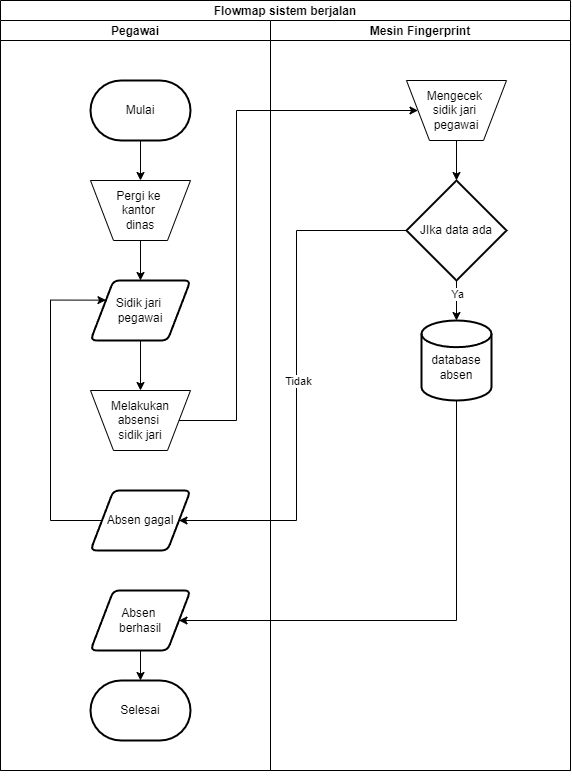 Flowmap sistem berjalan
Pegawai
Mesin Fingerprint
Mulai
Pergi ke
kantor
dinas
Sidik jari
pegawai
Melakukan
absensi
sidik jari
Mengecek
sidik jari
pegawai
JIka data ada
Ya
database
absen
Tidak
Absen gagal
Absen
berhasil
Selesai